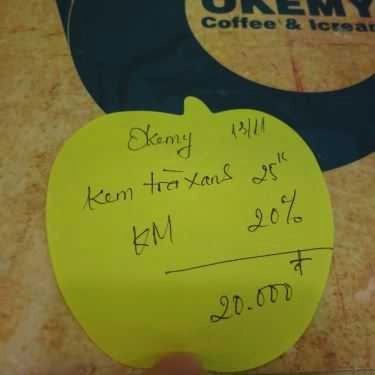 OKEMY
Coffee & Icream
Okemy 13/11
Kem trà xanh 25K
KM 20%
20.000đ